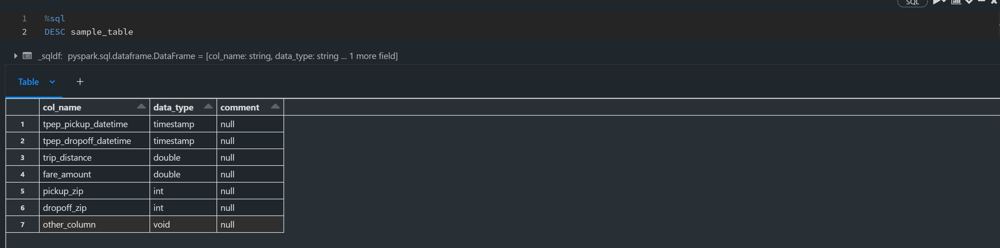 SQL
1 %sql
2 DESC sample_table
_sqldf: pyspark.sql.dataframe.DataFrame = [col_name: string, data_type: string ... 1 more field]
Table +
col_name data_type comment
1 tpep_pickup_datetime timestamp null
2 tpep_dropoff_datetime timestamp null
3 trip_distance double null
4 fare_amount double null
5 pickup_zip int null
6 dropoff_zip int null
7 other_column void null